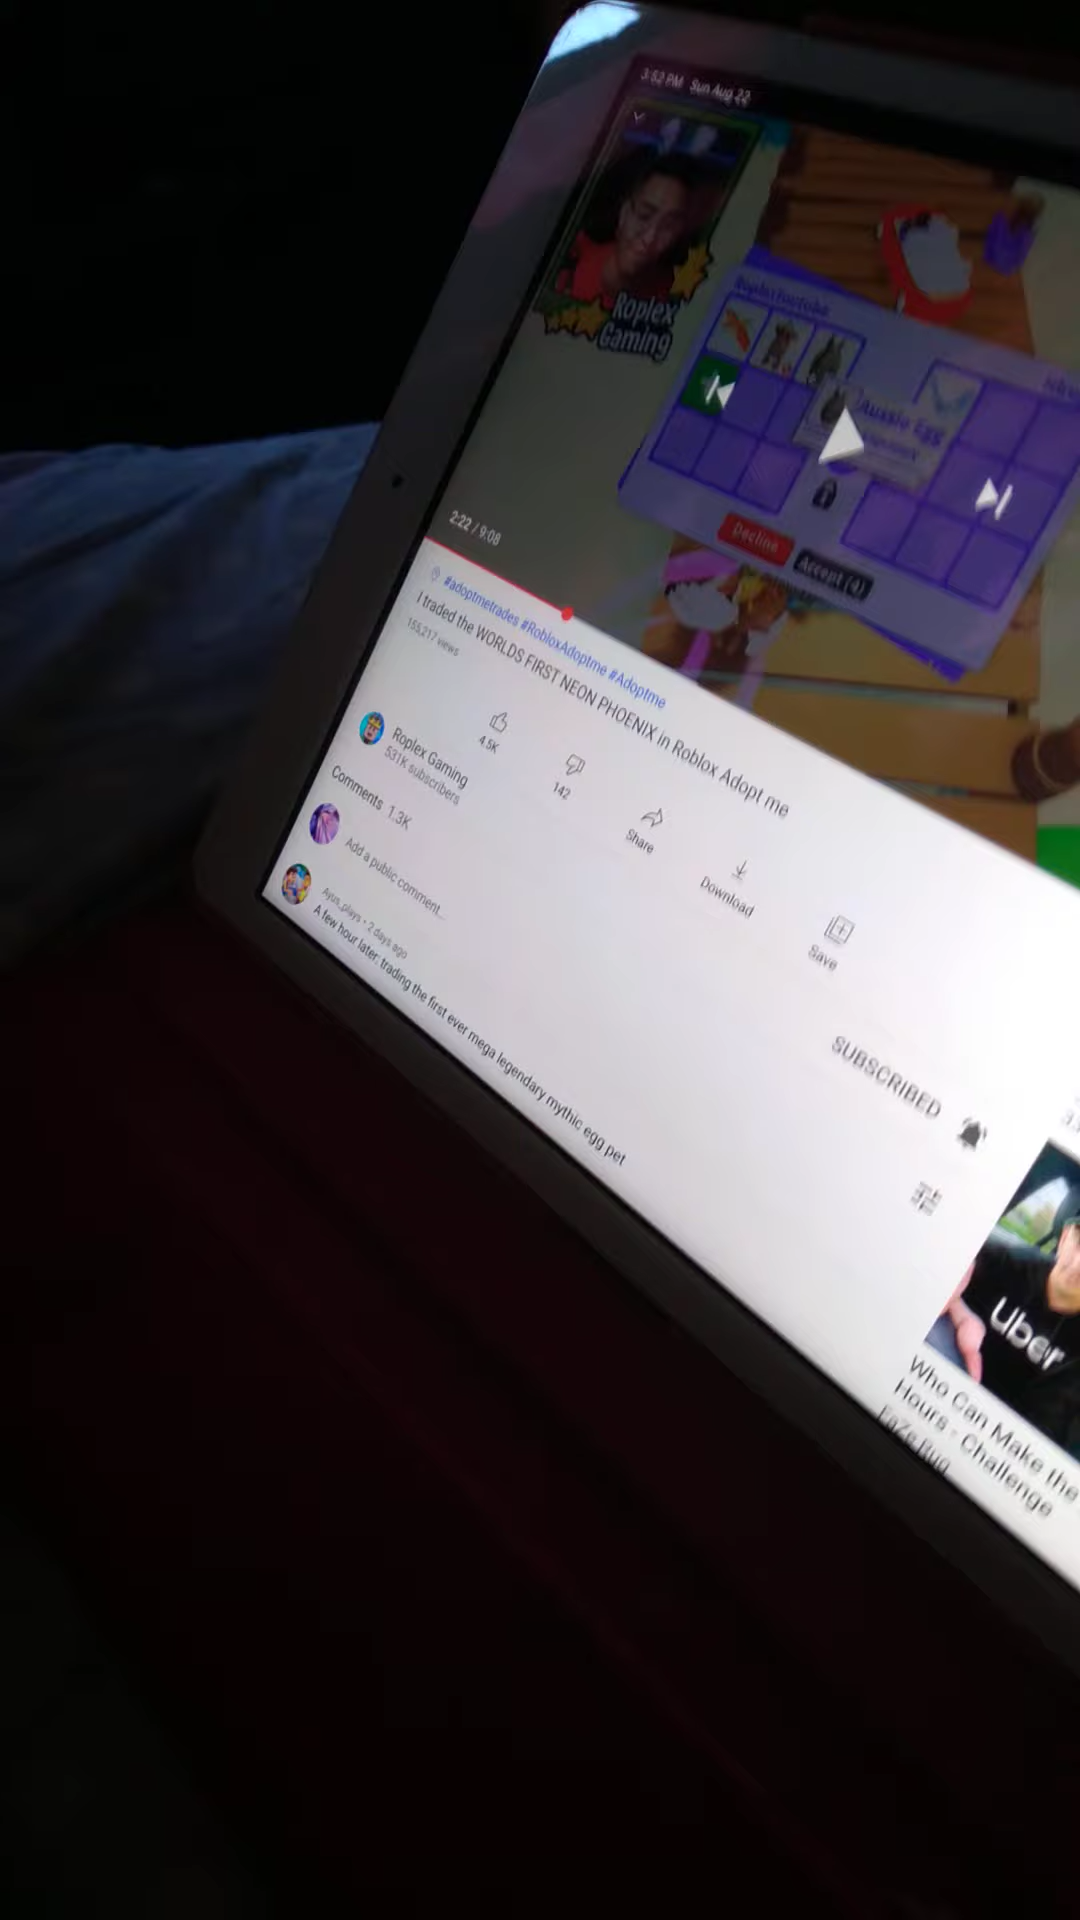 3:52 PM Sun Aug 22
Roplex
Gaming
Aussie Egg
Decline
Accept (4)
2:22 / 9:08
#adoptmetrades #RobloxAdoptme #Adoptme
I traded the WORLDS FIRST NEON PHOENIX in Roblox Adopt me
155,217 views
4.5K
142
Share
Download
Save
Roplex Gaming
531K subscribers
SUBSCRIBED
Comments 1.3K
Add a public comment...
Ayus_plays • 2 days ago
A few hour later; trading the first ever mega legendary mythic egg pet
Uber
Who Can Make the
Hours - Challenge
FaZe Rug